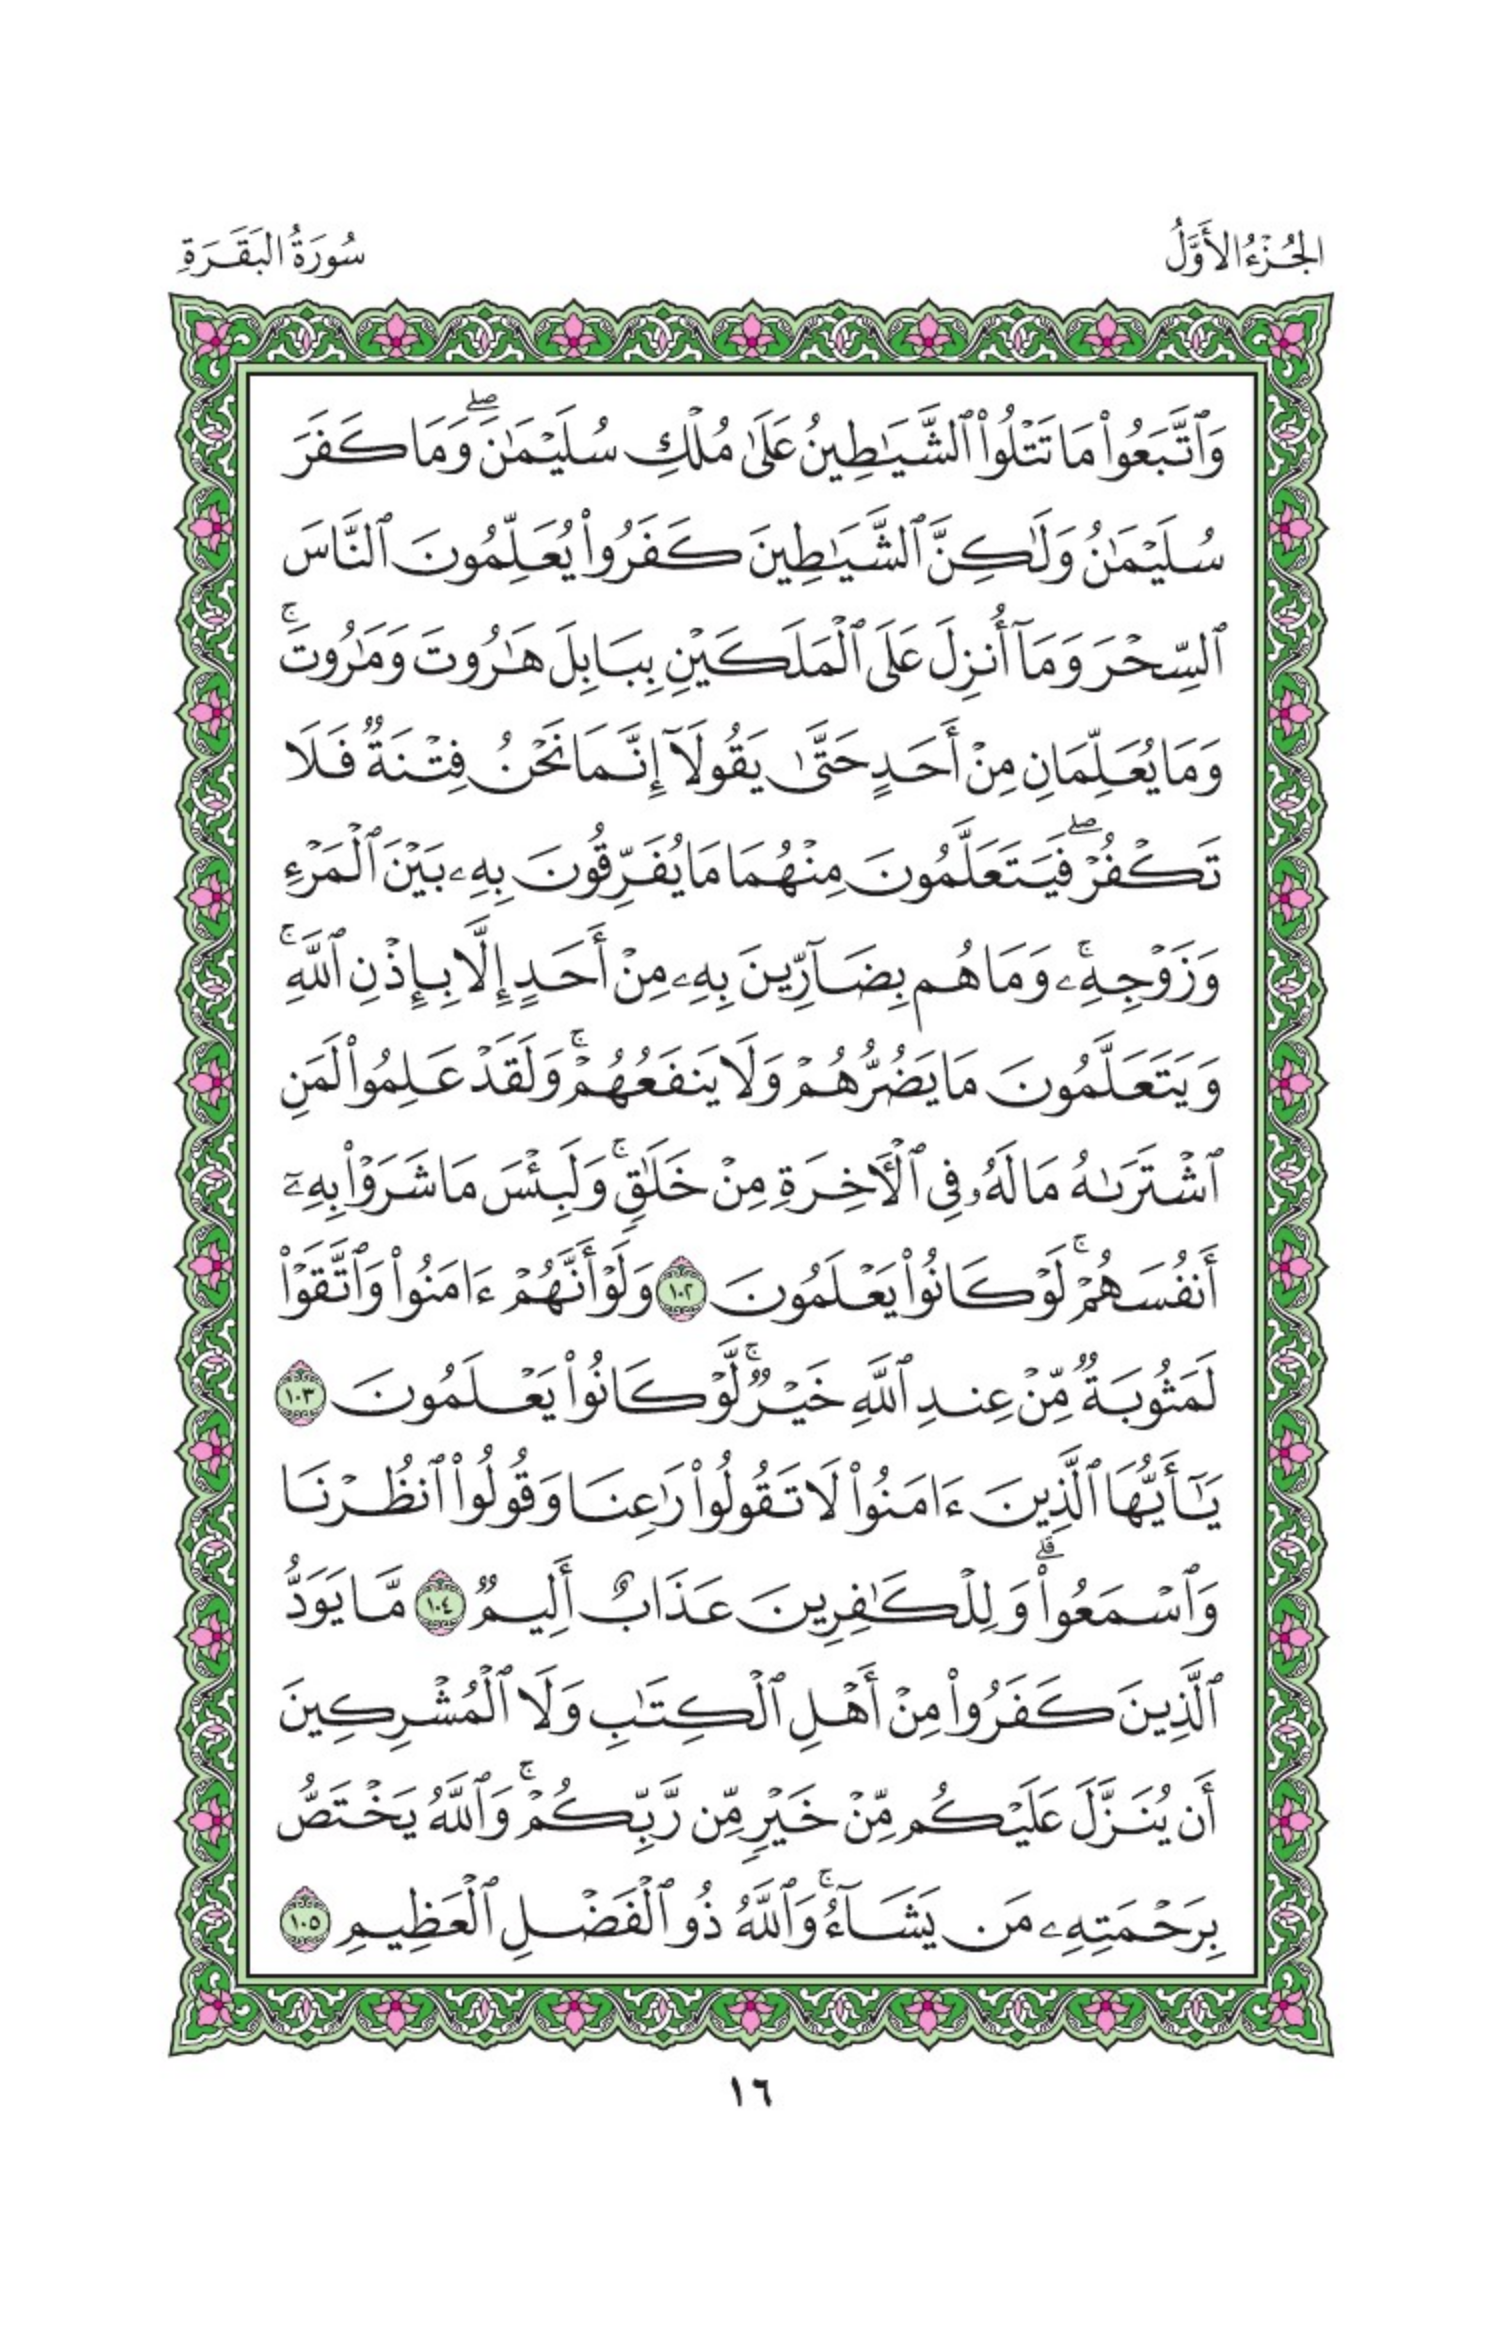 الجُزْءُ الأَوَّلُ
سُورَةُ البَقَرَةِ
وَٱتَّبَعُواْ مَا تَتْلُواْ ٱلشَّيَٰطِينُ عَلَىٰ مُلْكِ سُلَيْمَٰنَۖ وَمَا كَفَرَ
سُلَيْمَٰنُ وَلَٰكِنَّ ٱلشَّيَٰطِينَ كَفَرُواْ يُعَلِّمُونَ ٱلنَّاسَ
ٱلسِّحْرَ وَمَآ أُنزِلَ عَلَى ٱلْمَلَكَيْنِ بِبَابِلَ هَٰرُوتَ وَمَٰرُوتَۚ
وَمَا يُعَلِّمَانِ مِنْ أَحَدٍ حَتَّىٰ يَقُولَآ إِنَّمَا نَحْنُ فِتْنَةٌ فَلَا
تَكْفُرْۖ فَيَتَعَلَّمُونَ مِنْهُمَا مَا يُفَرِّقُونَ بِهِۦ بَيْنَ ٱلْمَرْءِ
وَزَوْجِهِۦۚ وَمَا هُم بِضَآرِّينَ بِهِۦ مِنْ أَحَدٍ إِلَّا بِإِذْنِ ٱللَّهِۚ
وَيَتَعَلَّمُونَ مَا يَضُرُّهُمْ وَلَا يَنفَعُهُمْۚ وَلَقَدْ عَلِمُواْ لَمَنِ
ٱشْتَرَىٰهُ مَا لَهُۥ فِي ٱلْأَخِرَةِ مِنْ خَلَٰقٍۚ وَلَبِئْسَ مَا شَرَوْاْ بِهِۦٓ
أَنفُسَهُمْۚ لَوْ كَانُواْ يَعْلَمُونَ ١٠٢ وَلَوْ أَنَّهُمْ ءَامَنُواْ وَٱتَّقَوْاْ
لَمَثُوبَةٌ مِّنْ عِندِ ٱللَّهِ خَيْرٌۚ لَّوْ كَانُواْ يَعْلَمُونَ ١٠٣
يَٰٓأَيُّهَا ٱلَّذِينَ ءَامَنُواْ لَا تَقُولُواْ رَٰعِنَا وَقُولُواْ ٱنظُرْنَا
وَٱسْمَعُواْۗ وَلِلْكَٰفِرِينَ عَذَابٌ أَلِيمٌ ١٠٤ مَّا يَوَدُّ
ٱلَّذِينَ كَفَرُواْ مِنْ أَهْلِ ٱلْكِتَٰبِ وَلَا ٱلْمُشْرِكِينَ
أَن يُنَزَّلَ عَلَيْكُم مِّنْ خَيْرٍ مِّن رَّبِّكُمْۚ وَٱللَّهُ يَخْتَصُّ
بِرَحْمَتِهِۦ مَن يَشَآءُۚ وَٱللَّهُ ذُو ٱلْفَضْلِ ٱلْعَظِيمِ ١٠٥
١٦